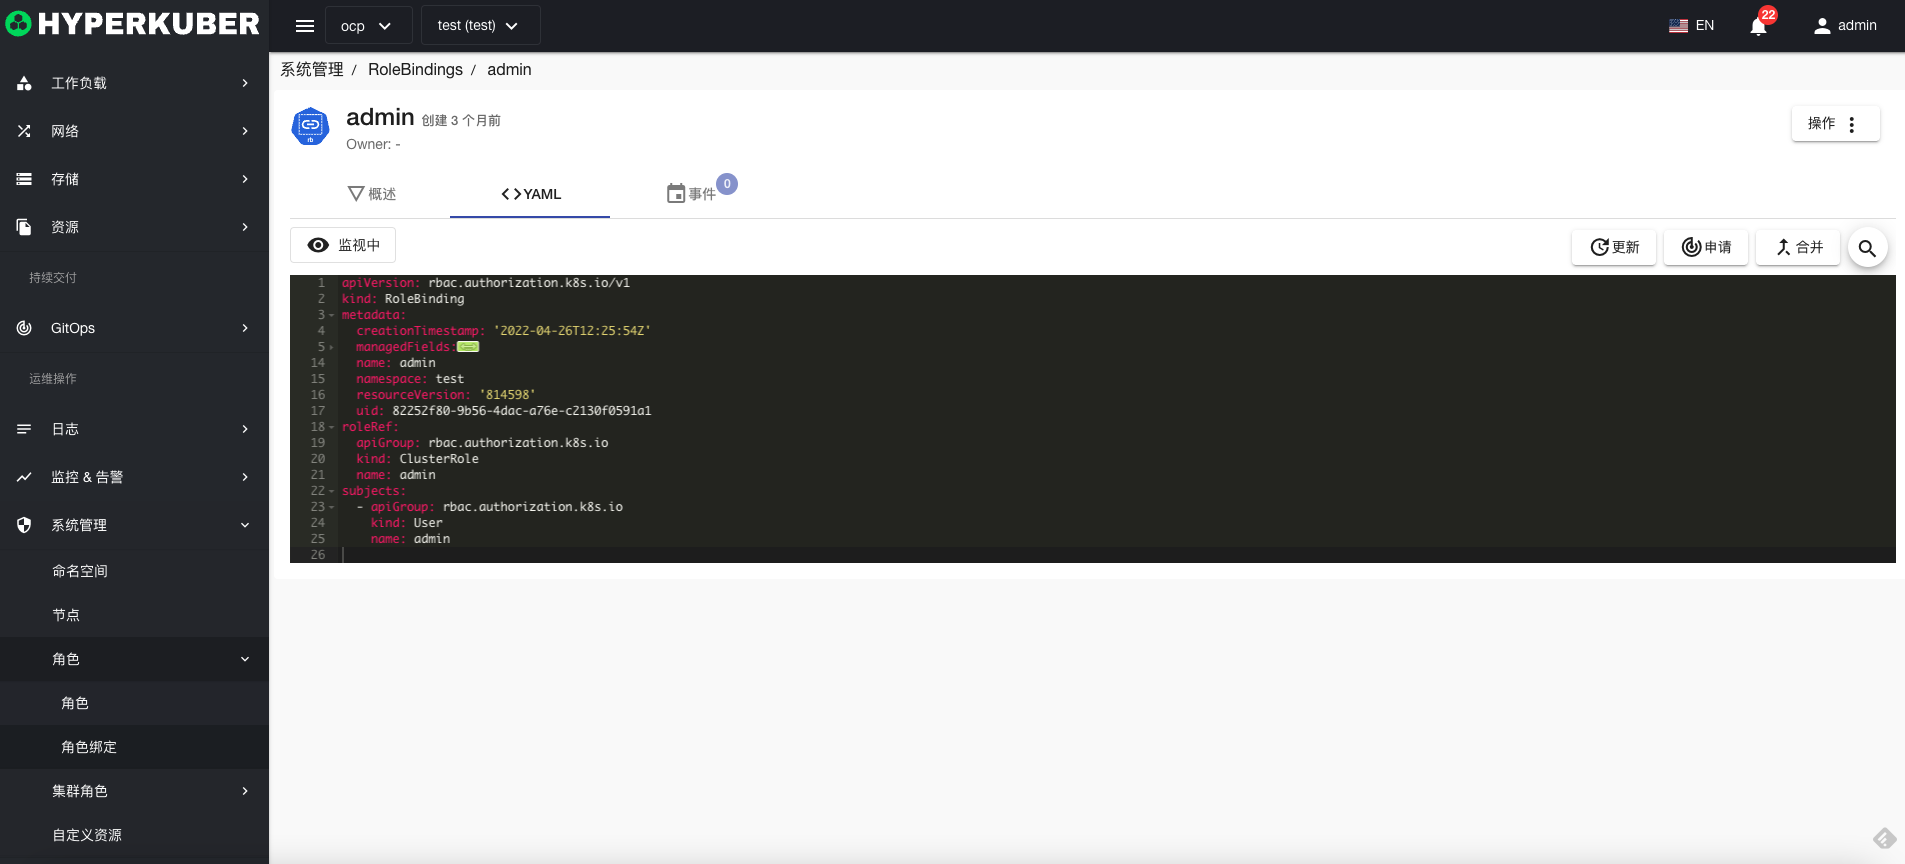 HYPERKUBER
ocp
test (test)
EN
22
admin
工作负载
网络
存储
资源
持续交付
GitOps
运维操作
日志
监控 & 告警
系统管理
命名空间
节点
角色
角色
角色绑定
集群角色
自定义资源
系统管理 / RoleBindings / admin
rb
admin 创建 3 个月前
Owner: -
操作
概述
<> YAML
事件
0
监视中
更新
申请
合并
1 apiVersion: rbac.authorization.k8s.io/v1
2 kind: RoleBinding
3 metadata:
4 creationTimestamp: '2022-04-26T12:25:54Z'
5 managedFields:
14 name: admin
15 namespace: test
16 resourceVersion: '814598'
17 uid: 82252f80-9b56-4dac-a76e-c2130f0591a1
18 roleRef:
19 apiGroup: rbac.authorization.k8s.io
20 kind: ClusterRole
21 name: admin
22 subjects:
23 - apiGroup: rbac.authorization.k8s.io
24 kind: User
25 name: admin
26